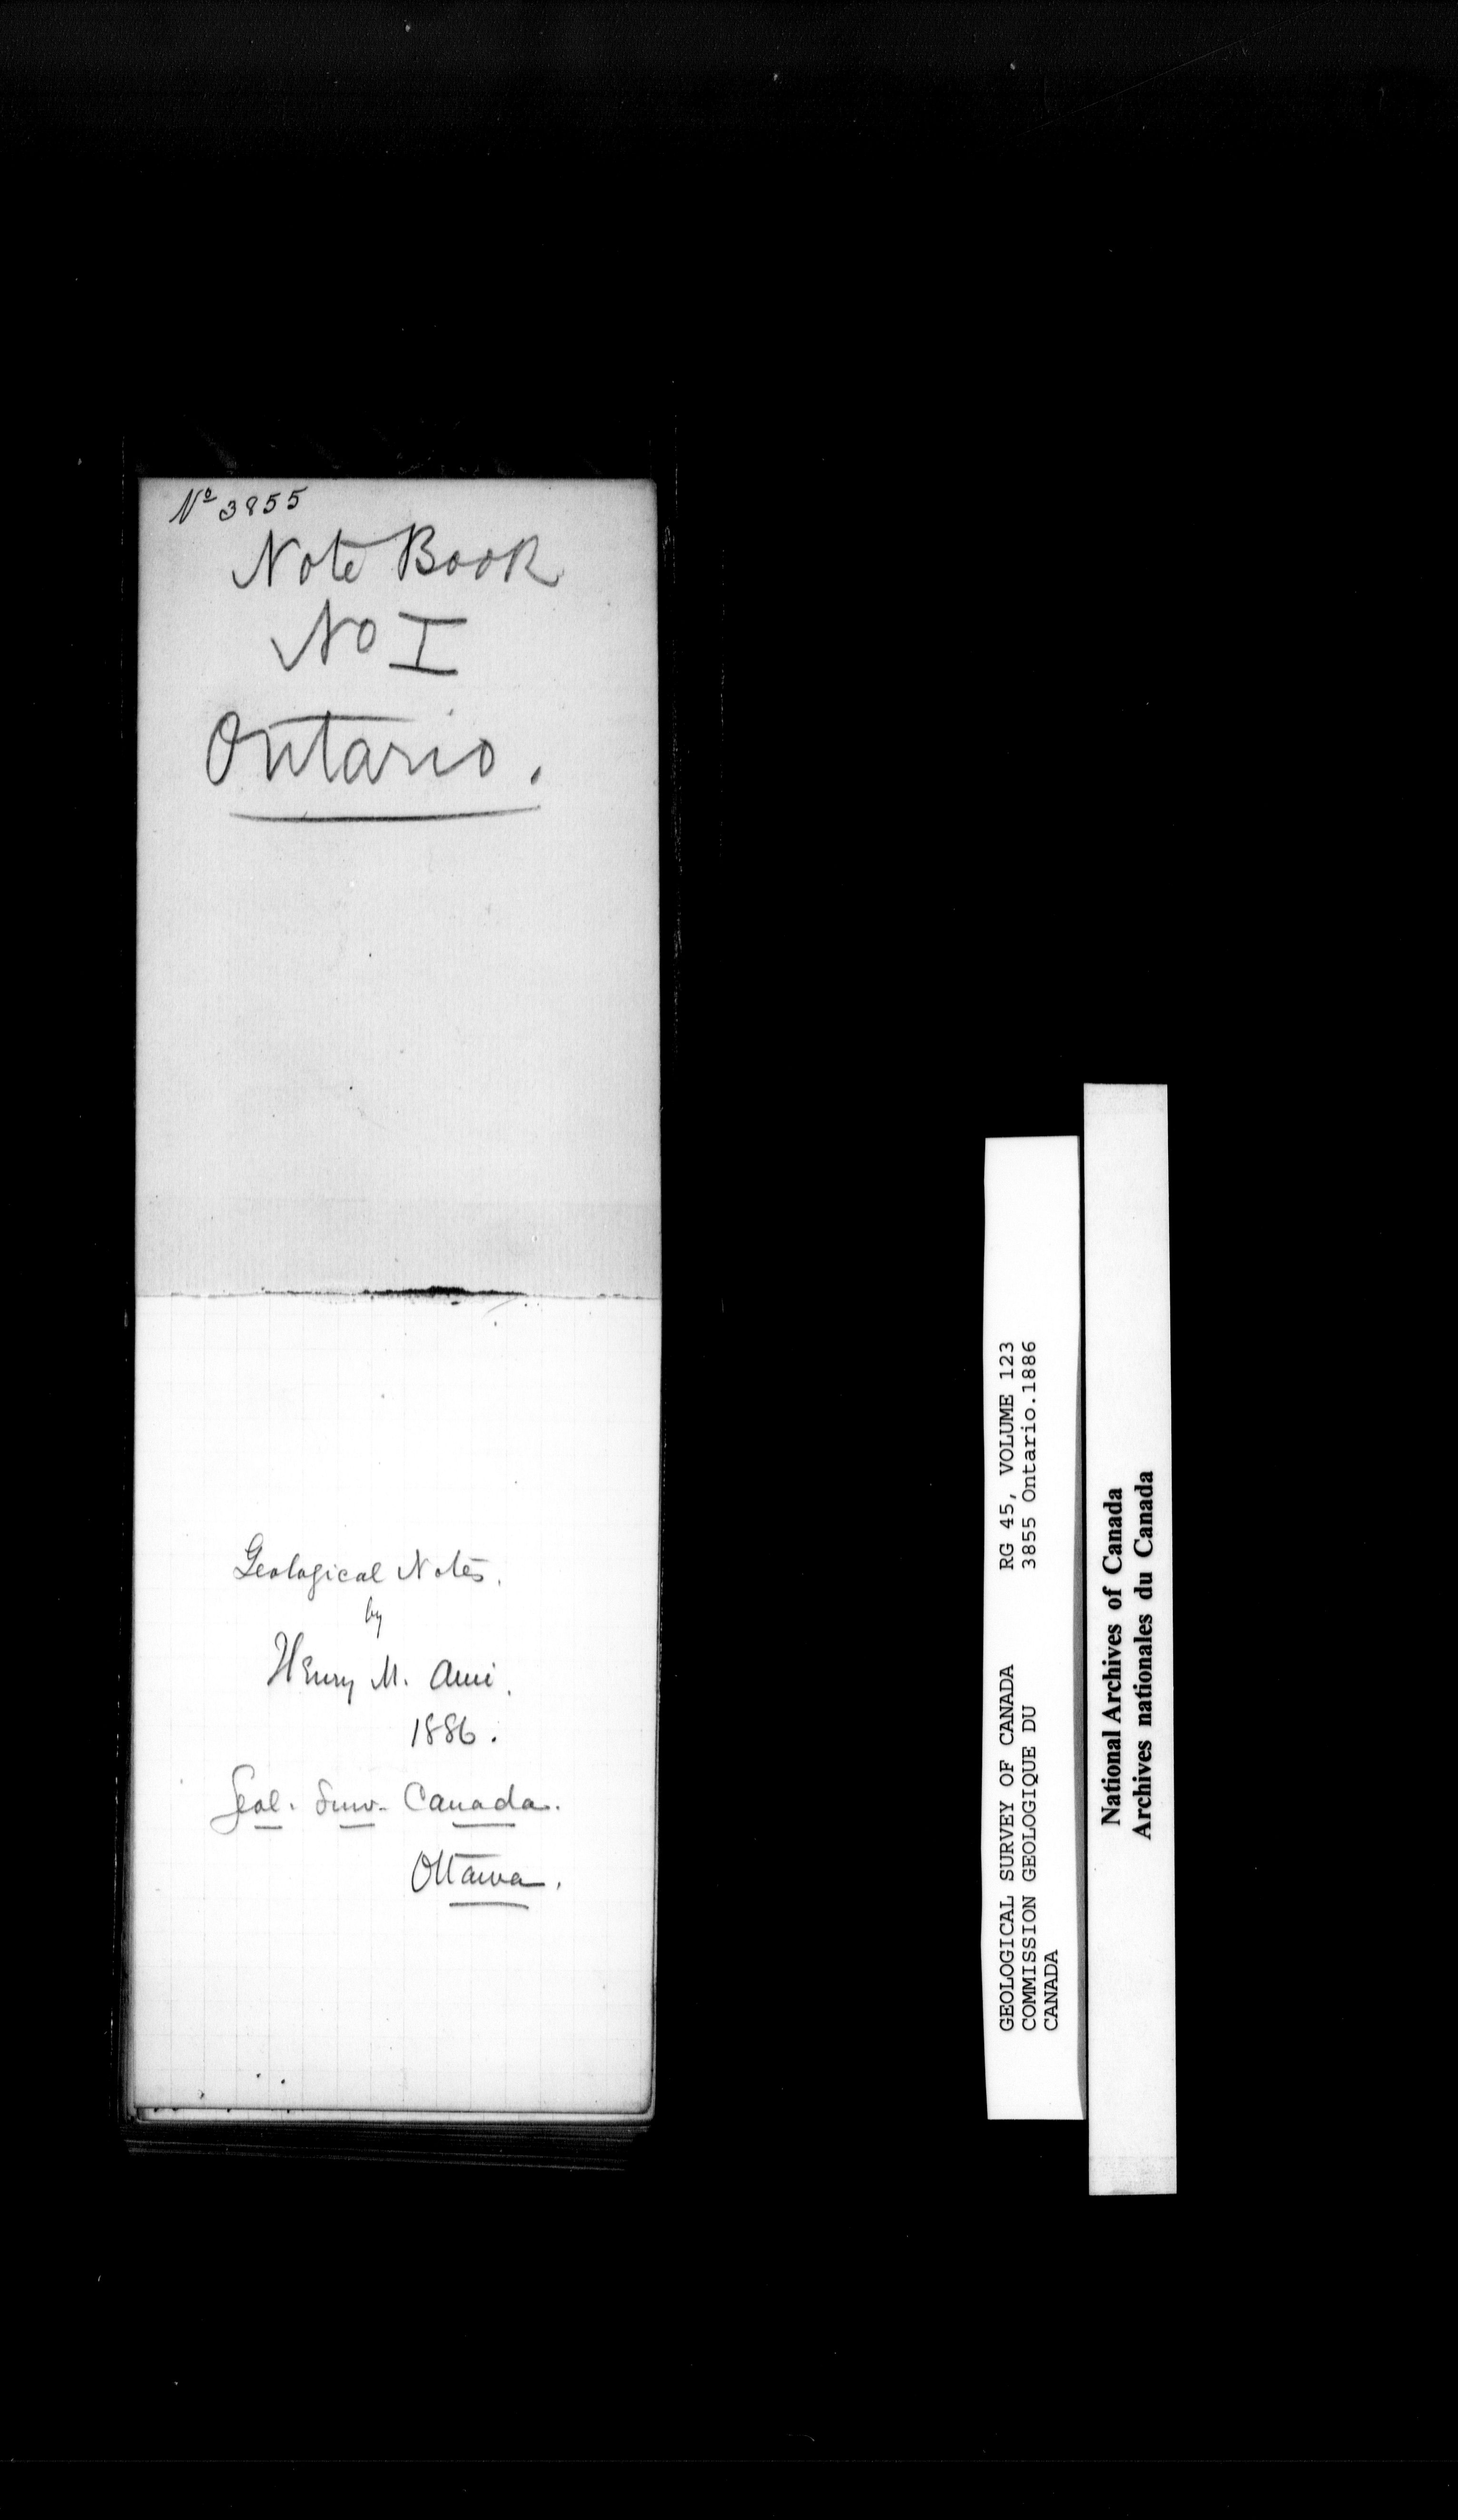 Nº 3855
Note Book
No I
Ontario.
Geological Notes.
by
Henry M. Ami.
1886.
Geol. Surv. Canada.
Ottawa.
GEOLOGICAL SURVEY OF CANADA RG 45, VOLUME 123
COMMISSION GEOLOGIQUE DU 3855 Ontario.1886
CANADA
National Archives of Canada
Archives nationales du Canada